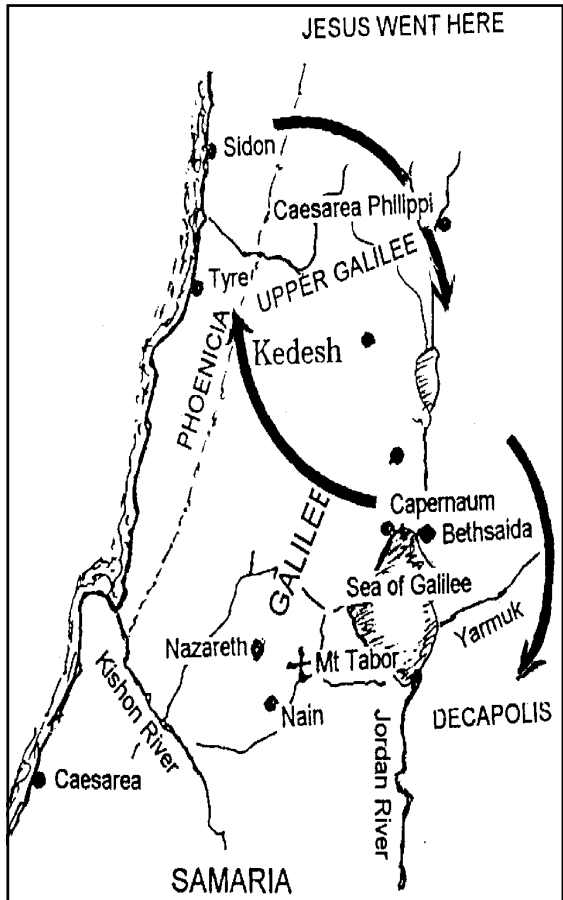 JESUS WENT HERE
Sidon
Caesarea Philippi
UPPER GALILEE
Tyre
PHOENICIA
Kedesh
Capernaum
Bethsaida
GALILEE
Sea of Galilee
Yarmuk
Nazareth
Mt Tabor
Nain
Kishon River
DECAPOLIS
Jordan River
Caesarea
SAMARIA